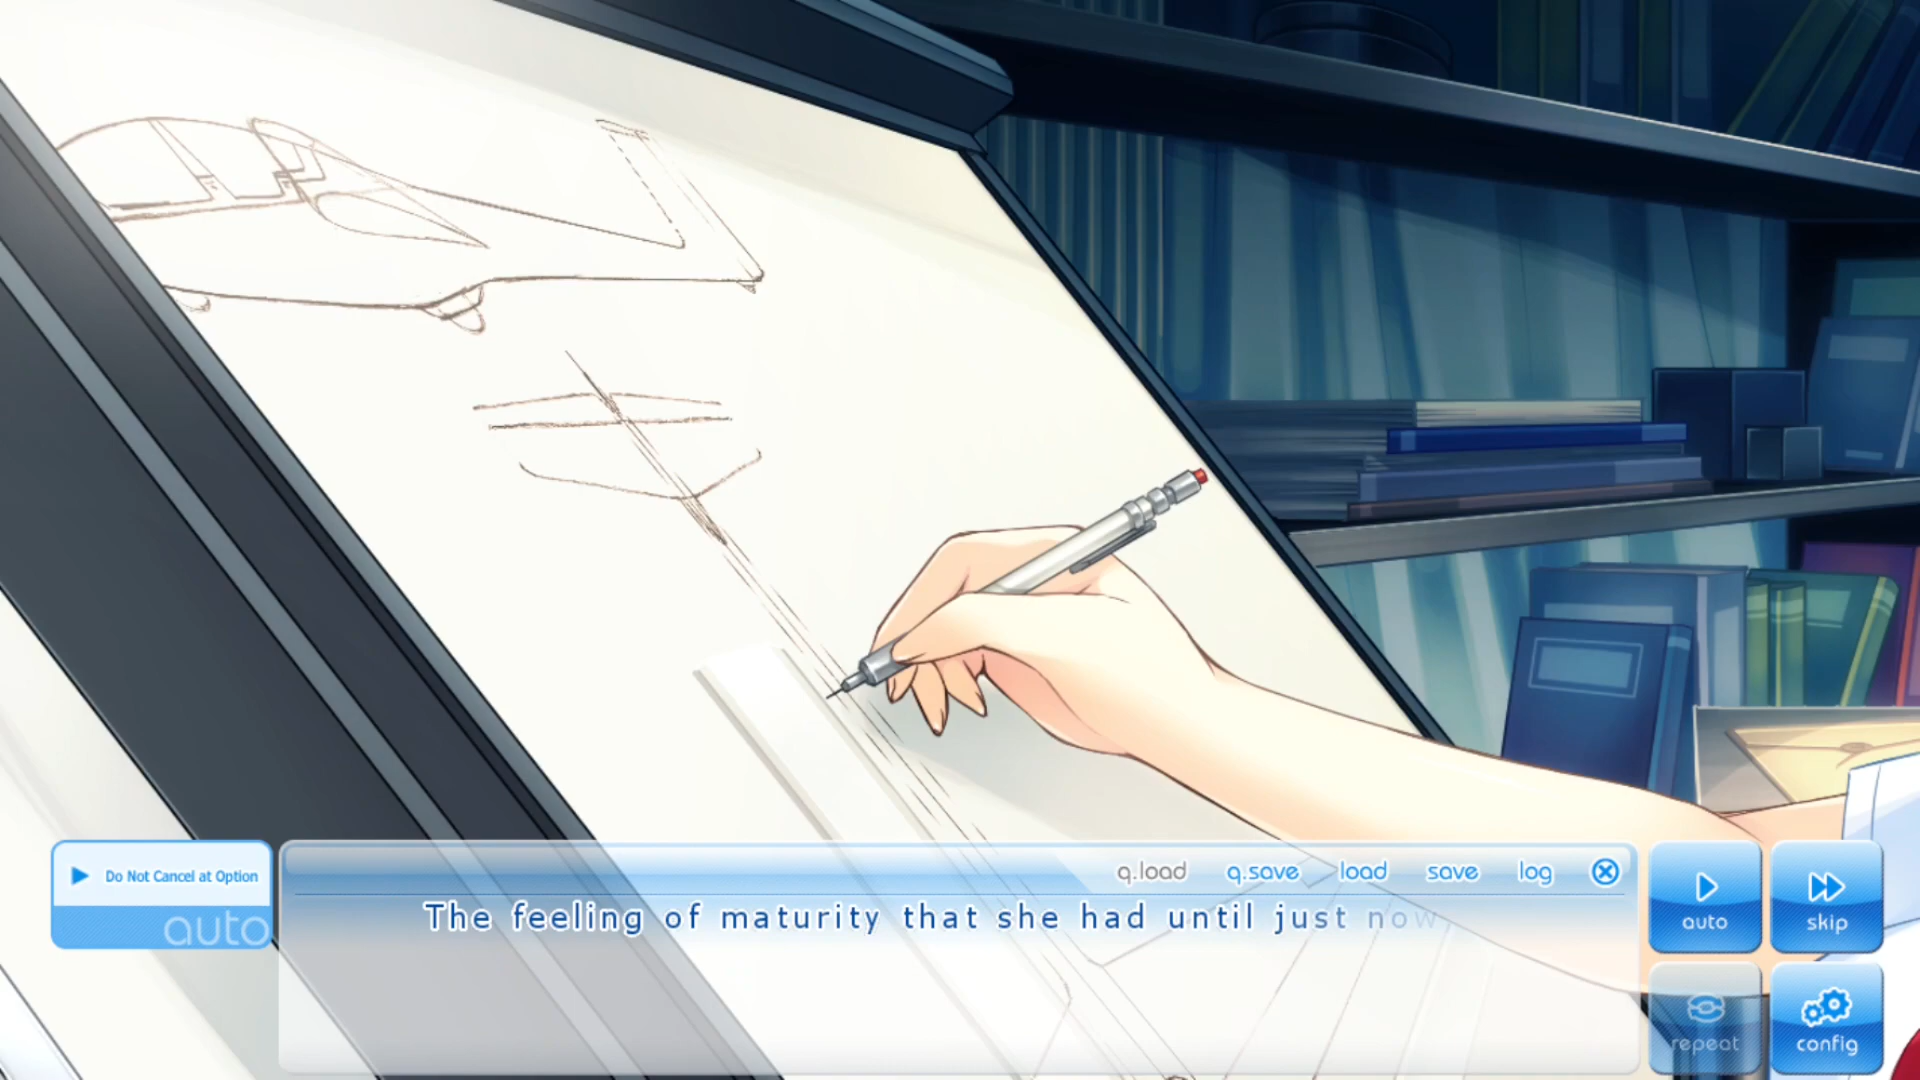 q.load q.save load save log
Do Not Cancel at Option
auto
The feeling of maturity that she had until just now
auto
skip
repeat
config